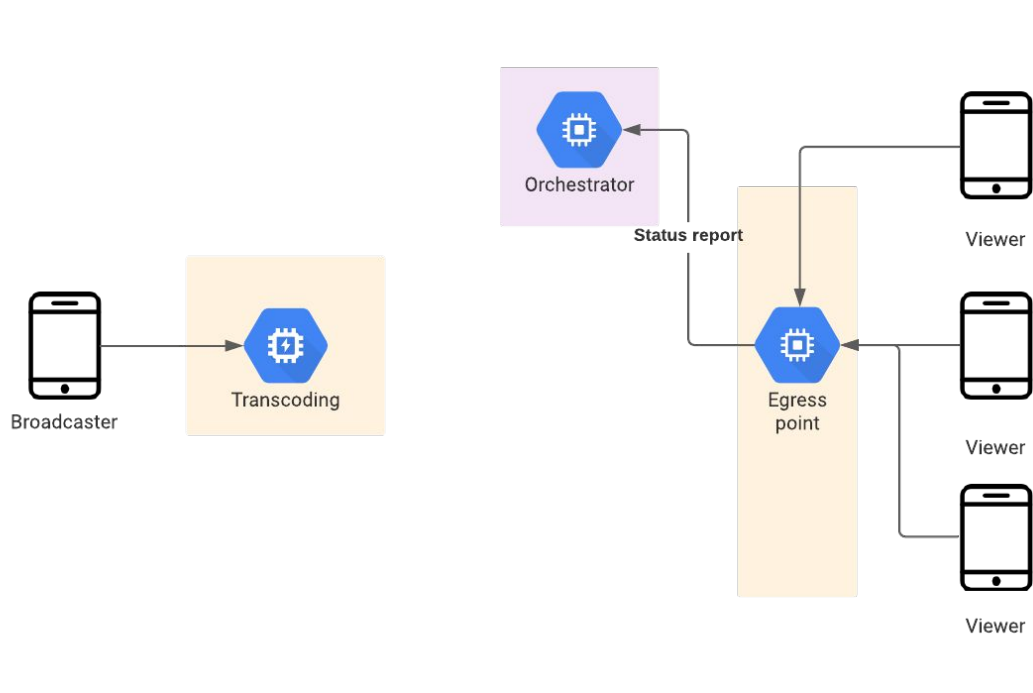 Orchestrator
Status report
Viewer
Broadcaster
Transcoding
Egress
point
Viewer
Viewer